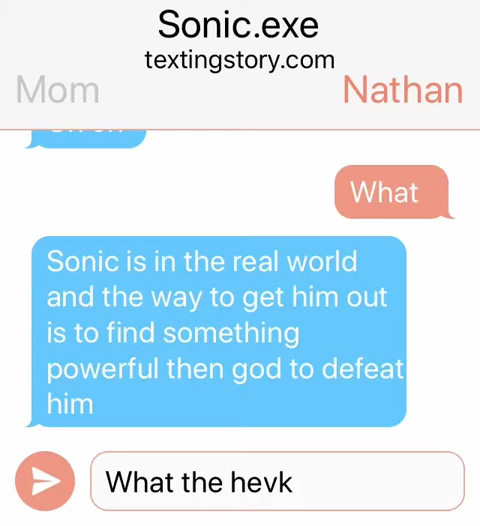 Sonic.exe
textingstory.com
Mom
Nathan
What
Sonic is in the real world
and the way to get him out
is to find something
powerful then god to defeat
him
What the hevk